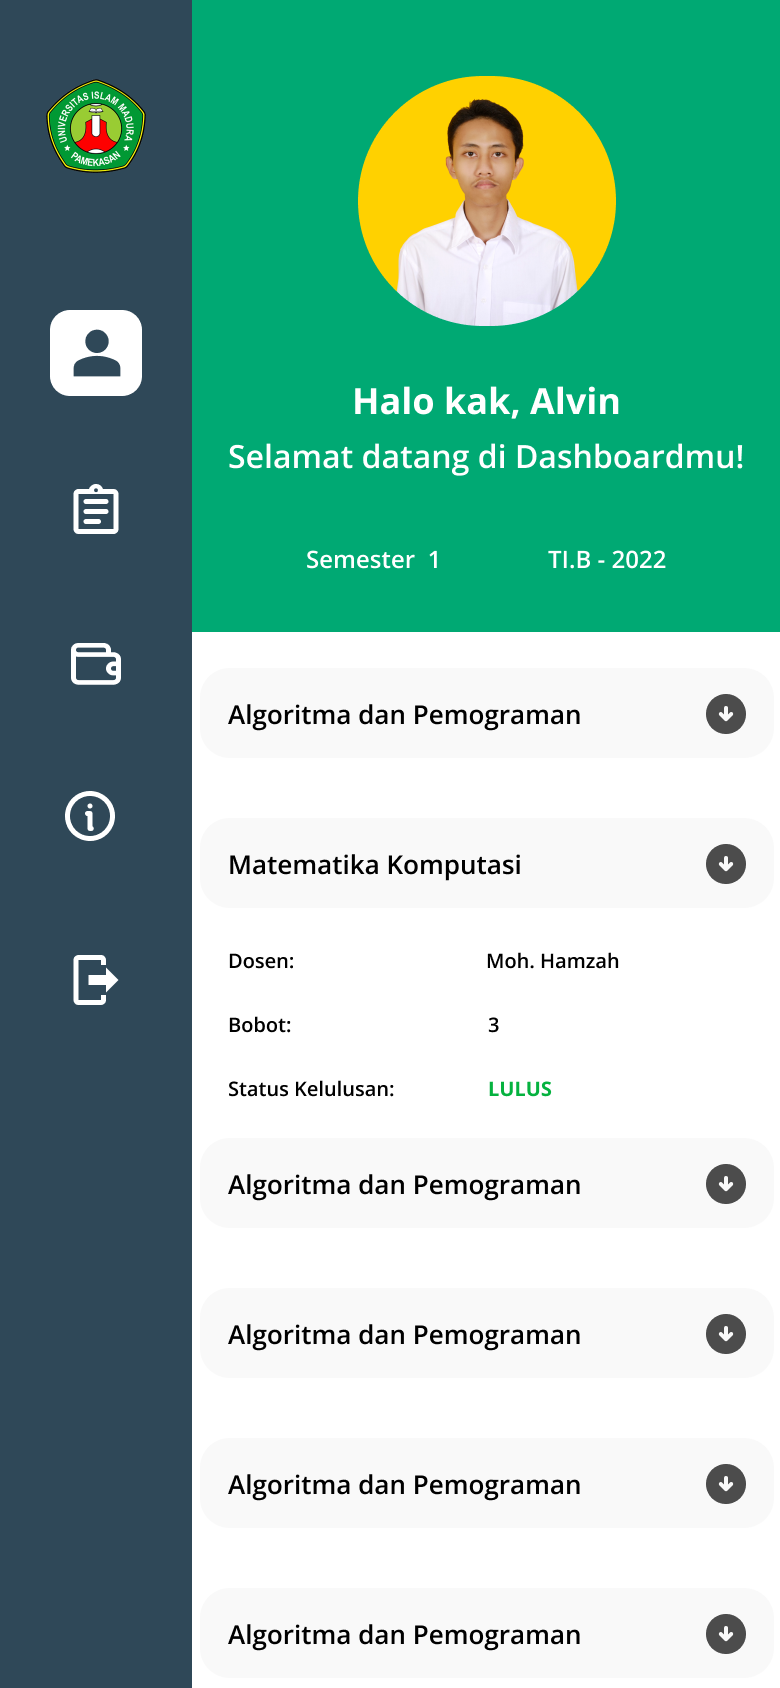 UNIVERSITAS ISLAM MADURA
PAMEKASAN
Halo kak, Alvin
Selamat datang di Dashboardmu!
Semester 1
TI.B - 2022
Algoritma dan Pemograman
Matematika Komputasi
Dosen: Moh. Hamzah
Bobot: 3
Status Kelulusan: LULUS
Algoritma dan Pemograman
Algoritma dan Pemograman
Algoritma dan Pemograman
Algoritma dan Pemograman